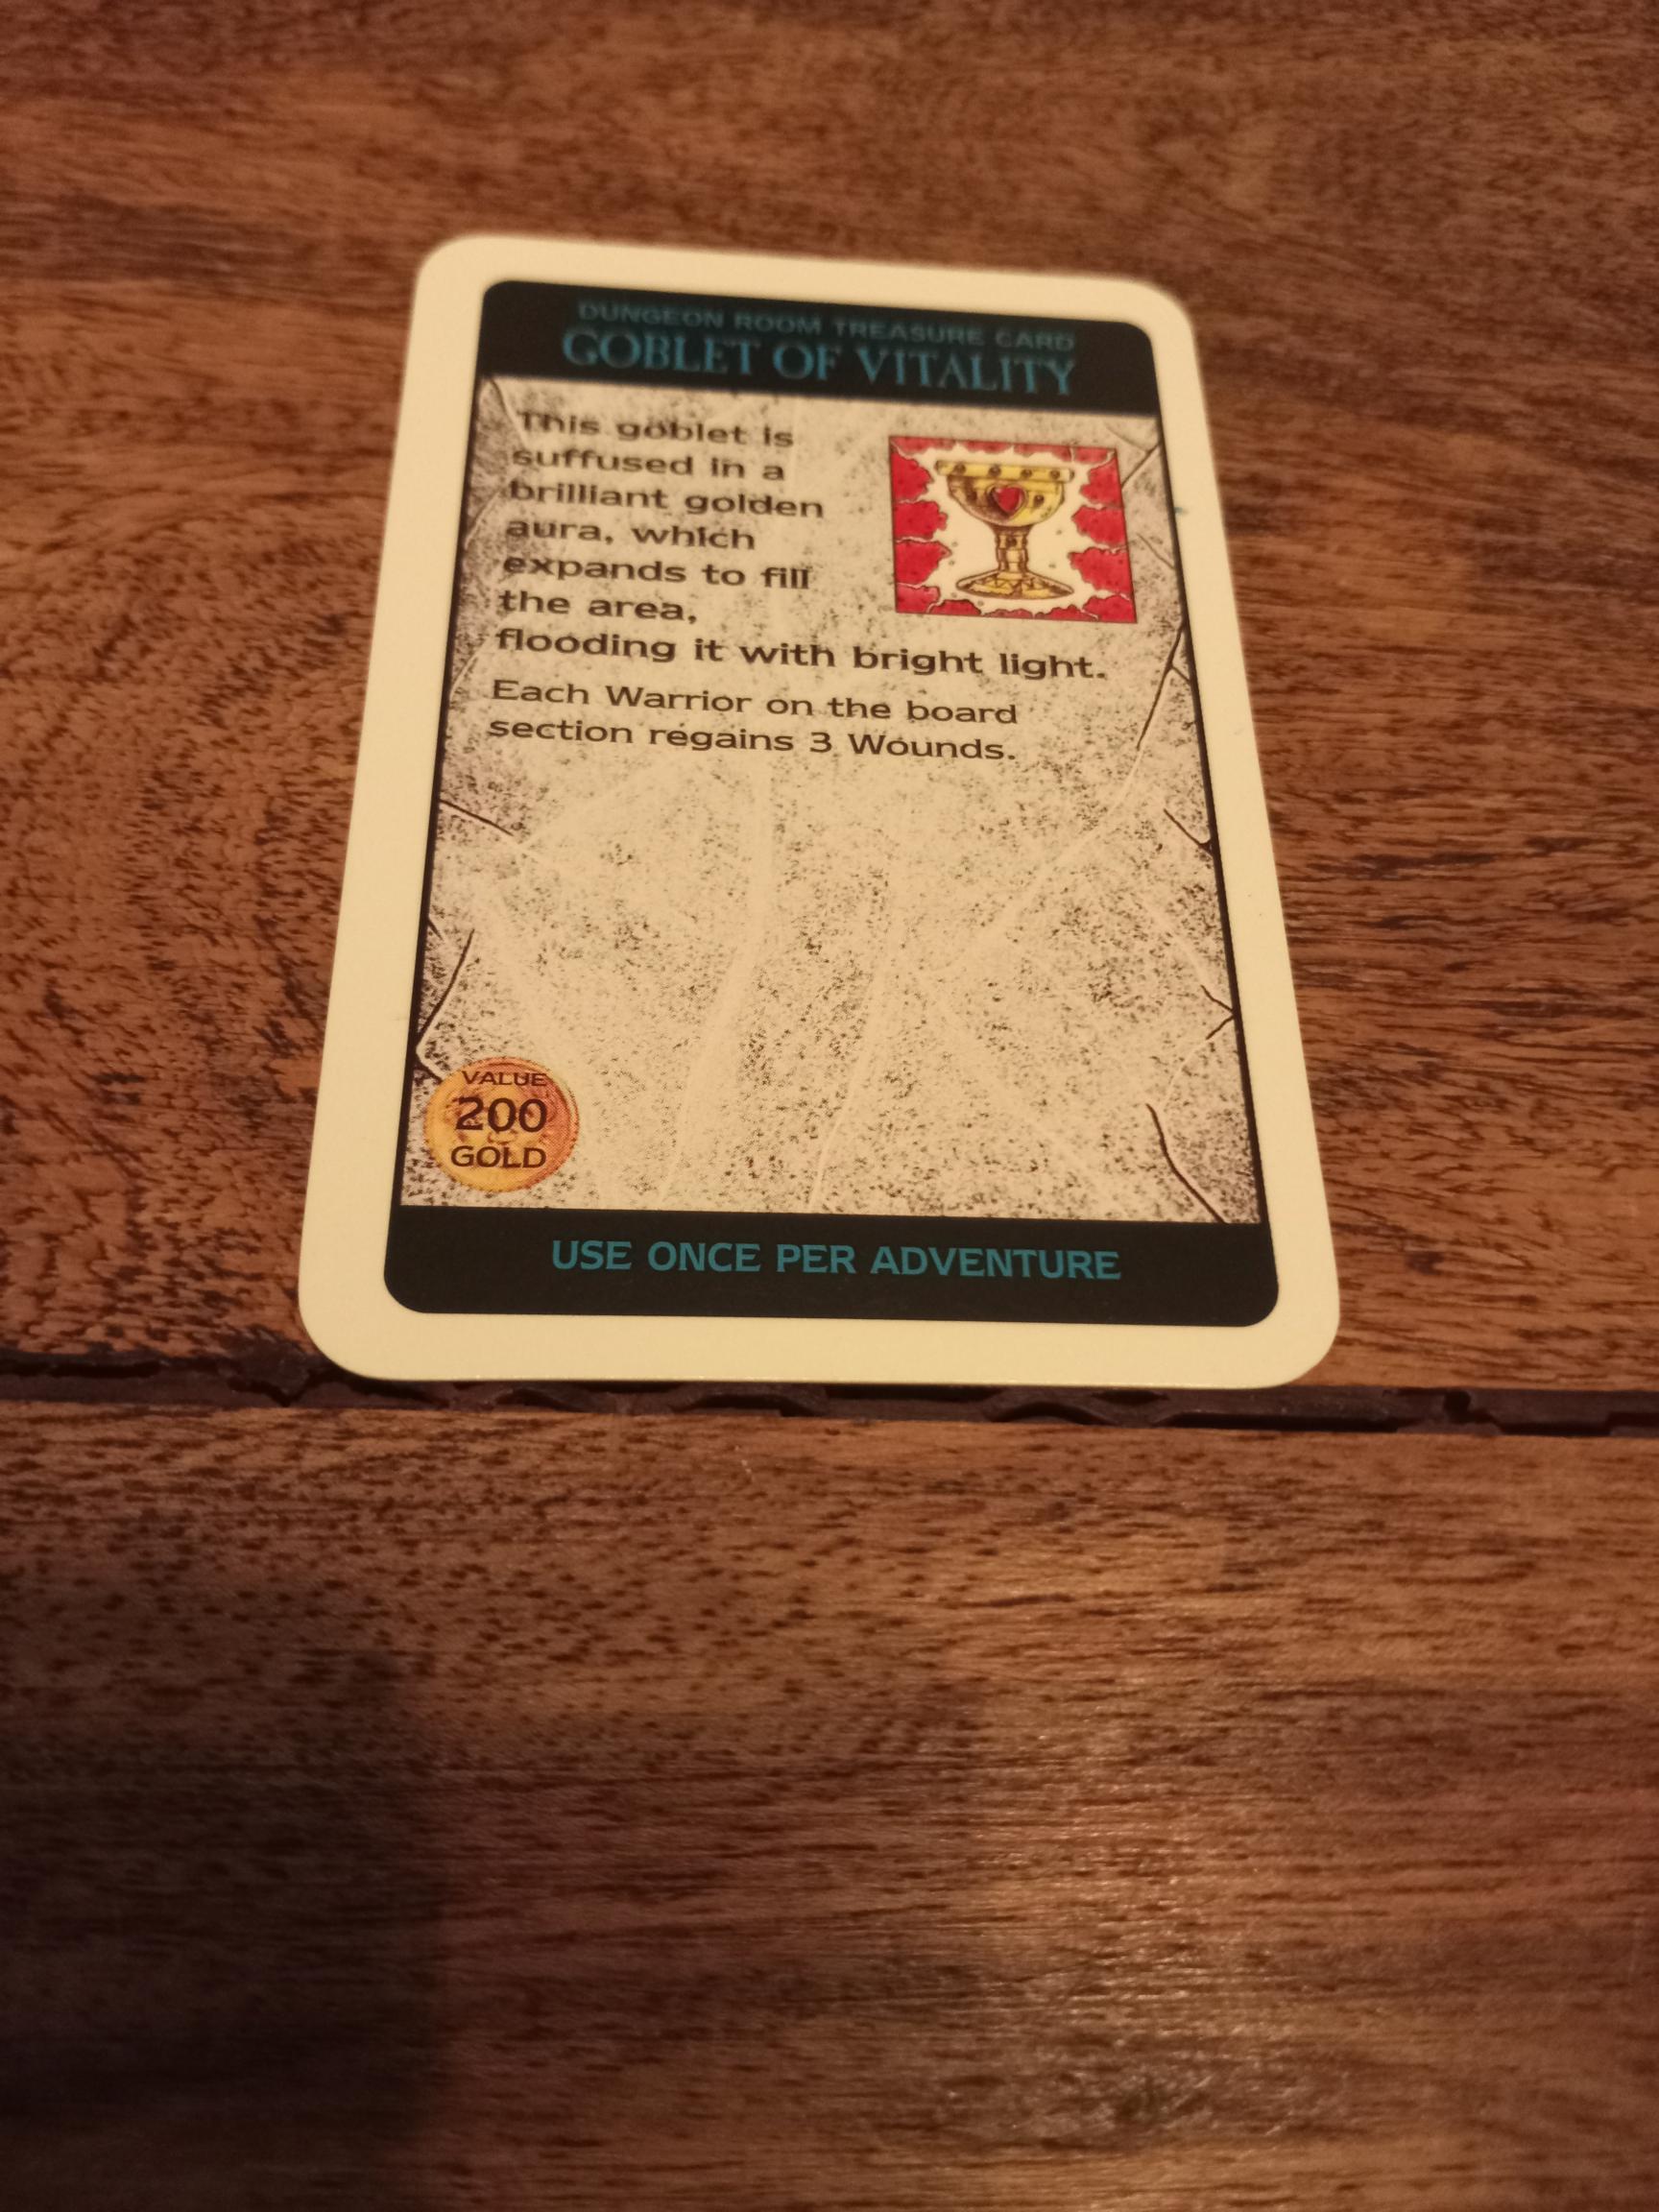 DUNGEON ROOM TREASURE CARD
GOBLET OF VITALITY
This goblet is
suffused in a
brilliant golden
aura, which
expands to fill
the area,
flooding it with bright light.
Each Warrior on the board
section regains 3 Wounds.
VALUE
200
GOLD
USE ONCE PER ADVENTURE